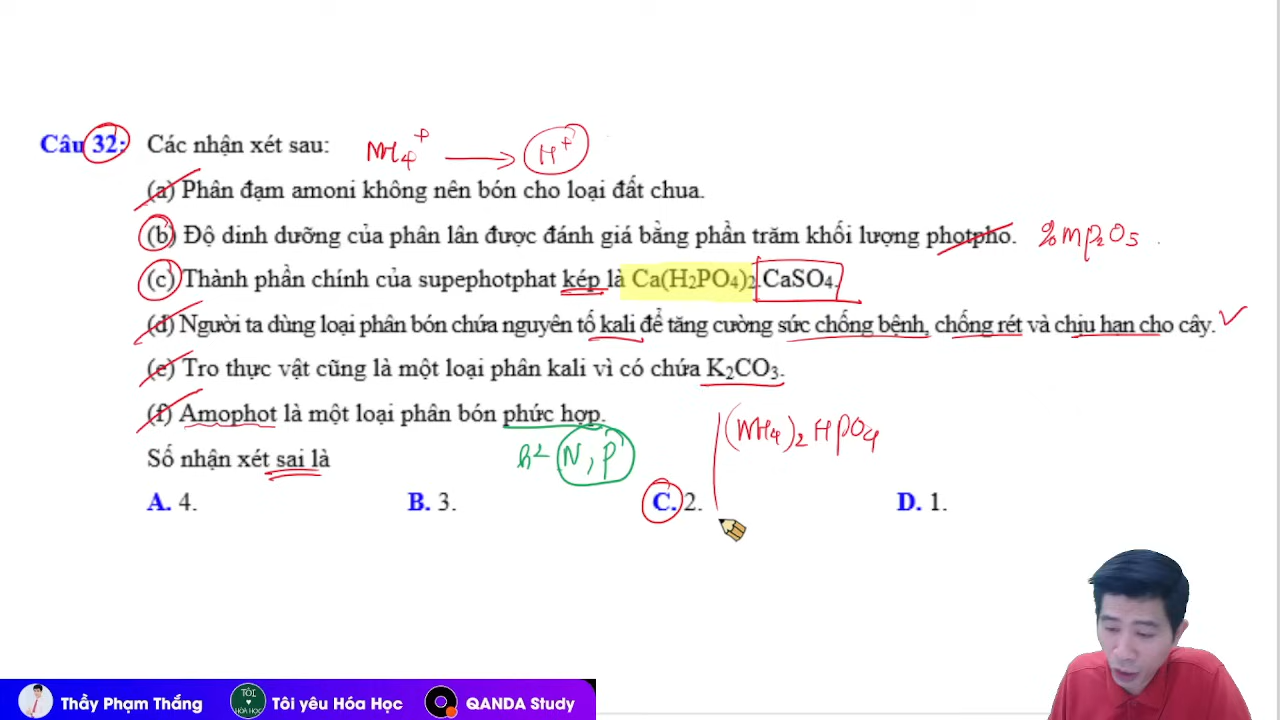 Câu 32: Các nhận xét sau: NH4+ → H+
(a) Phân đạm amoni không nên bón cho loại đất chua.
(b) Độ dinh dưỡng của phân lân được đánh giá bằng phần trăm khối lượng photpho. %mP2O5
(c) Thành phần chính của supephotphat kép là Ca(H2PO4)2.CaSO4.
(d) Người ta dùng loại phân bón chứa nguyên tố kali để tăng cường sức chống bệnh, chống rét và chịu hạn cho cây. ✓
(e) Tro thực vật cũng là một loại phân kali vì có chứa K2CO3.
(f) Amophot là một loại phân bón phức hợp.
(NH4)2HPO4
Số nhận xét sai là
N, P
A. 4. B. 3. C. 2. D. 1.
TÔI
HÓA HỌC
Thầy Phạm Thắng Tôi yêu Hóa Học QANDA Study